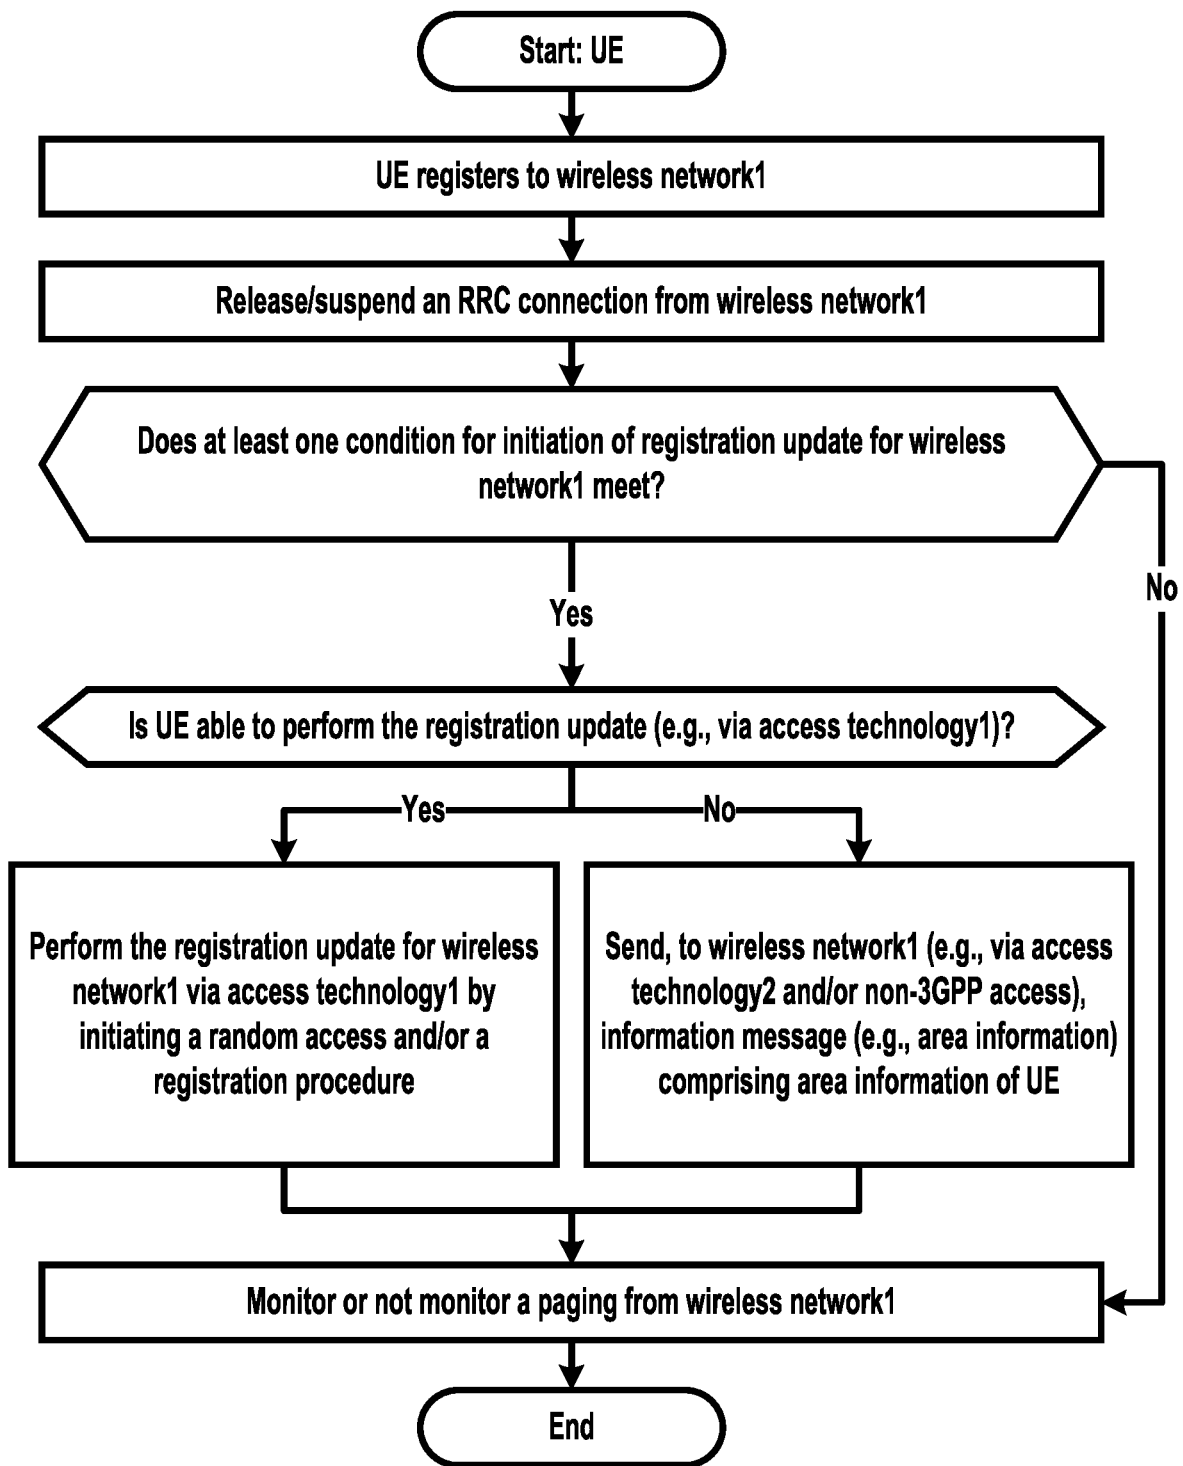 Start: UE
UE registers to wireless network1
Release/suspend an RRC connection from wireless network1
Does at least one condition for initiation of registration update for wireless
network1 meet?
No
Yes
Is UE able to perform the registration update (e.g., via access technology1)?
Yes
No
Perform the registration update for wireless
network1 via access technology1 by
initiating a random access and/or a
registration procedure
Send, to wireless network1 (e.g., via access
technology2 and/or non-3GPP access),
information message (e.g., area information)
comprising area information of UE
Monitor or not monitor a paging from wireless network1
End